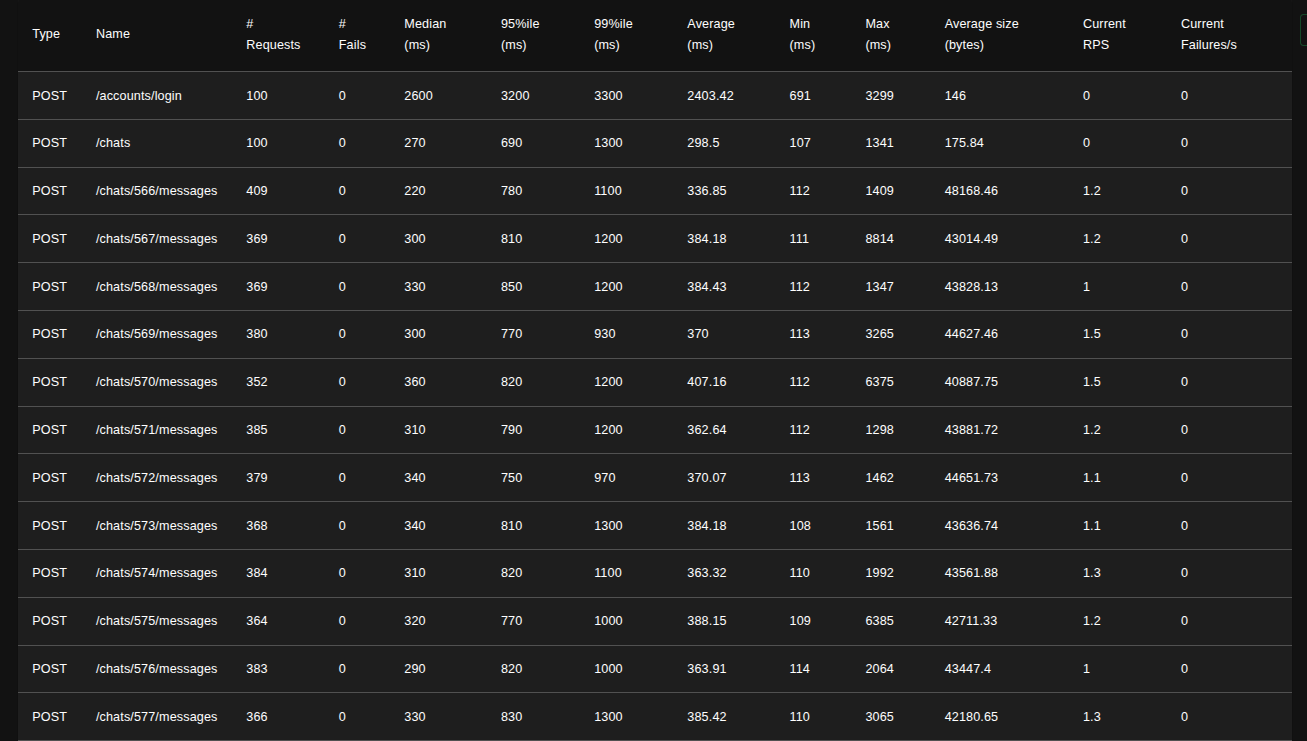 Type Name # Requests # Fails Median (ms) 95%ile (ms) 99%ile (ms) Average (ms) Min (ms) Max (ms) Average size (bytes) Current RPS Current Failures/s
POST /accounts/login 100 0 2600 3200 3300 2403.42 691 3299 146 0 0
POST /chats 100 0 270 690 1300 298.5 107 1341 175.84 0 0
POST /chats/566/messages 409 0 220 780 1100 336.85 112 1409 48168.46 1.2 0
POST /chats/567/messages 369 0 300 810 1200 384.18 111 8814 43014.49 1.2 0
POST /chats/568/messages 369 0 330 850 1200 384.43 112 1347 43828.13 1 0
POST /chats/569/messages 380 0 300 770 930 370 113 3265 44627.46 1.5 0
POST /chats/570/messages 352 0 360 820 1200 407.16 112 6375 40887.75 1.5 0
POST /chats/571/messages 385 0 310 790 1200 362.64 112 1298 43881.72 1.2 0
POST /chats/572/messages 379 0 340 750 970 370.07 113 1462 44651.73 1.1 0
POST /chats/573/messages 368 0 340 810 1300 384.18 108 1561 43636.74 1.1 0
POST /chats/574/messages 384 0 310 820 1100 363.32 110 1992 43561.88 1.3 0
POST /chats/575/messages 364 0 320 770 1000 388.15 109 6385 42711.33 1.2 0
POST /chats/576/messages 383 0 290 820 1000 363.91 114 2064 43447.4 1 0
POST /chats/577/messages 366 0 330 830 1300 385.42 110 3065 42180.65 1.3 0